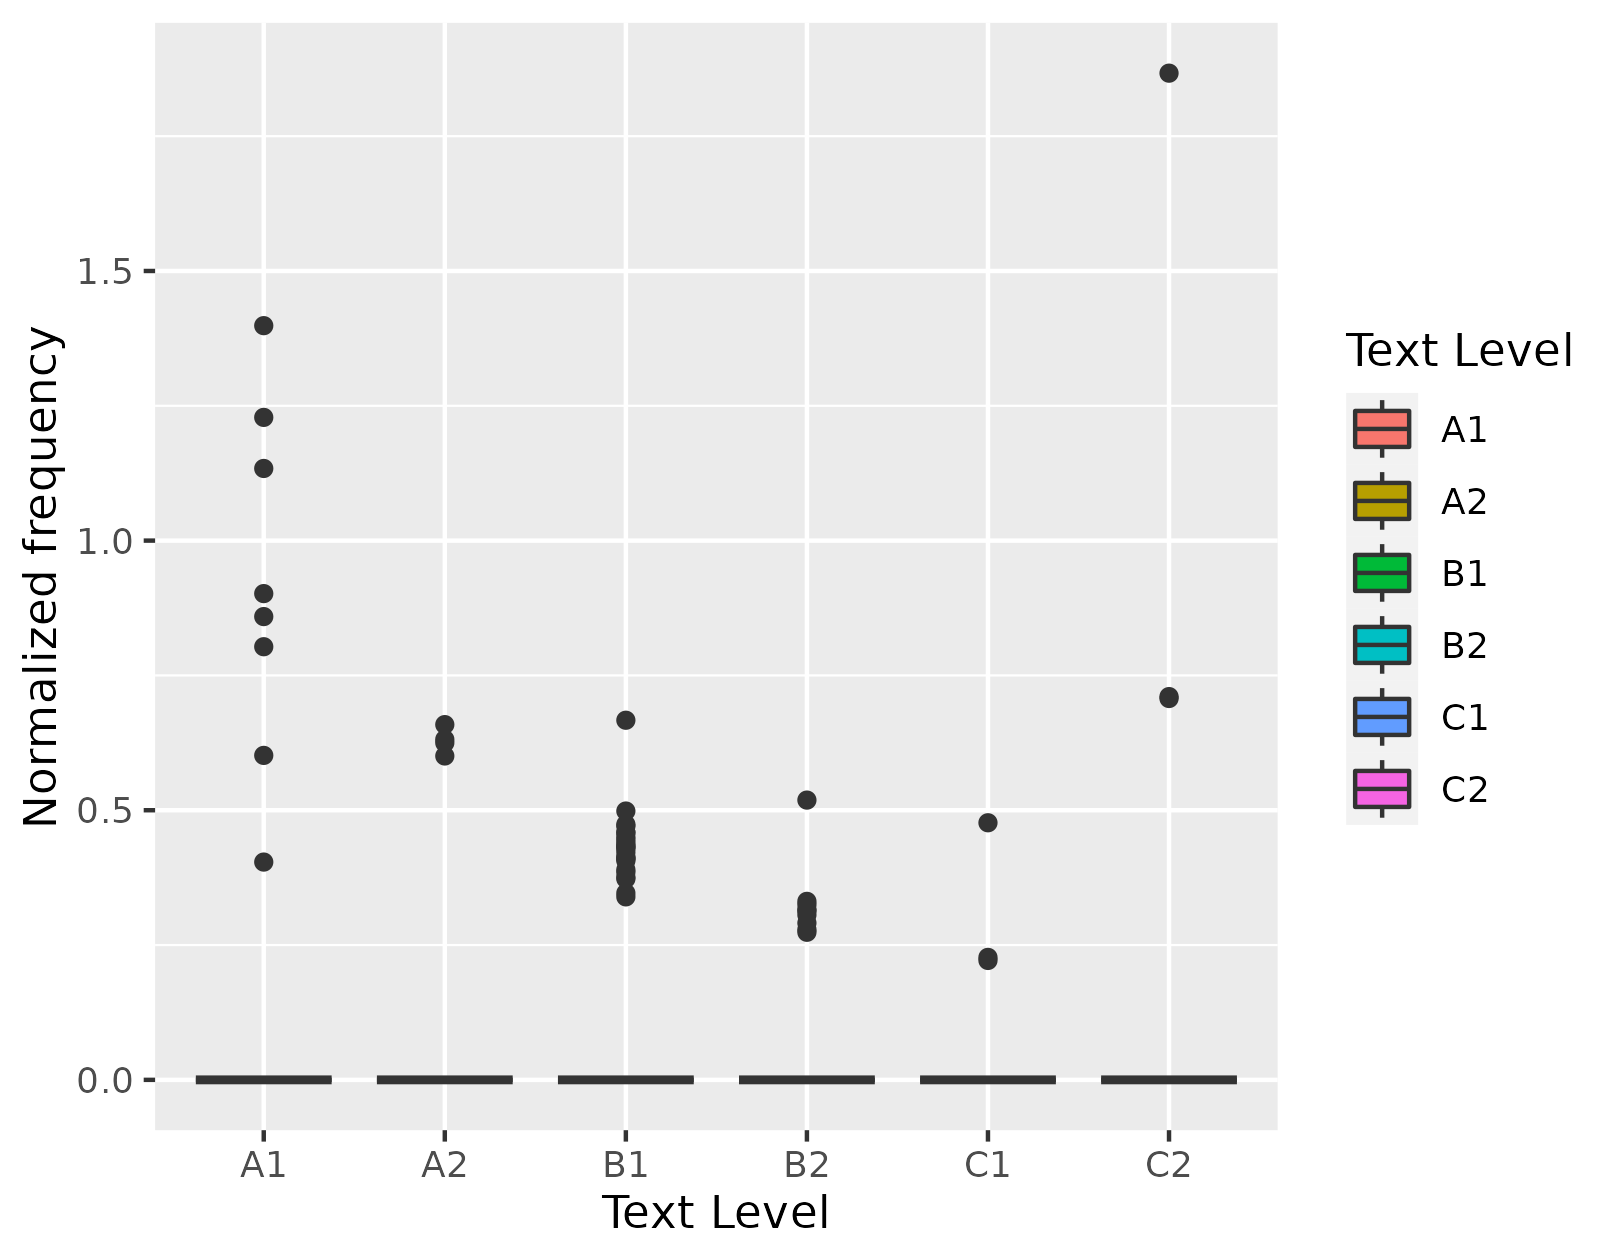 Normalized frequency
1.5
1.0
0.5
0.0
A1 A2 B1 B2 C1 C2
Text Level
Text Level
A1
A2
B1
B2
C1
C2